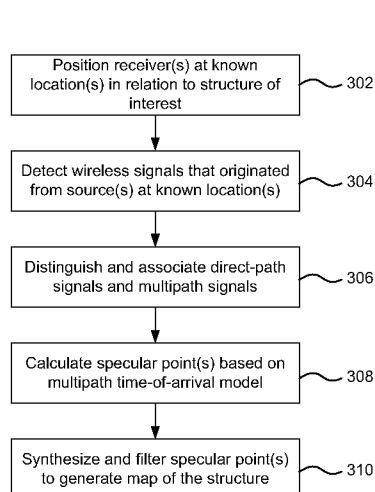 Position receiver(s) at known
location(s) in relation to structure of
interest
302
Detect wireless signals that originated
from source(s) at known location(s)
304
Distinguish and associate direct-path
signals and multipath signals
306
Calculate specular point(s) based on
multipath time-of-arrival model
308
Synthesize and filter specular point(s)
to generate map of the structure
310